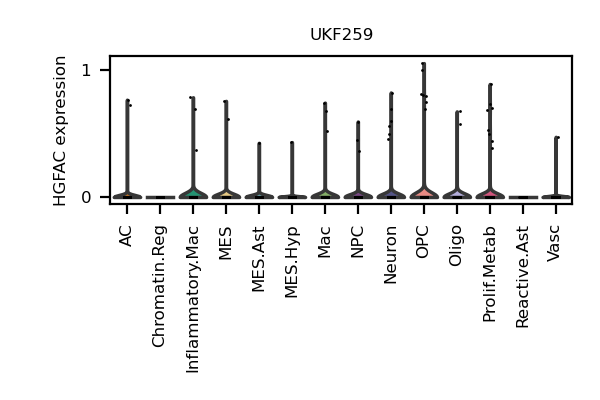 UKF259
HGFAC expression
1
0
AC
Chromatin.Reg
Inflammatory.Mac
MES
MES.Ast
MES.Hyp
Mac
NPC
Neuron
OPC
Oligo
Prolif.Metab
Reactive.Ast
Vasc